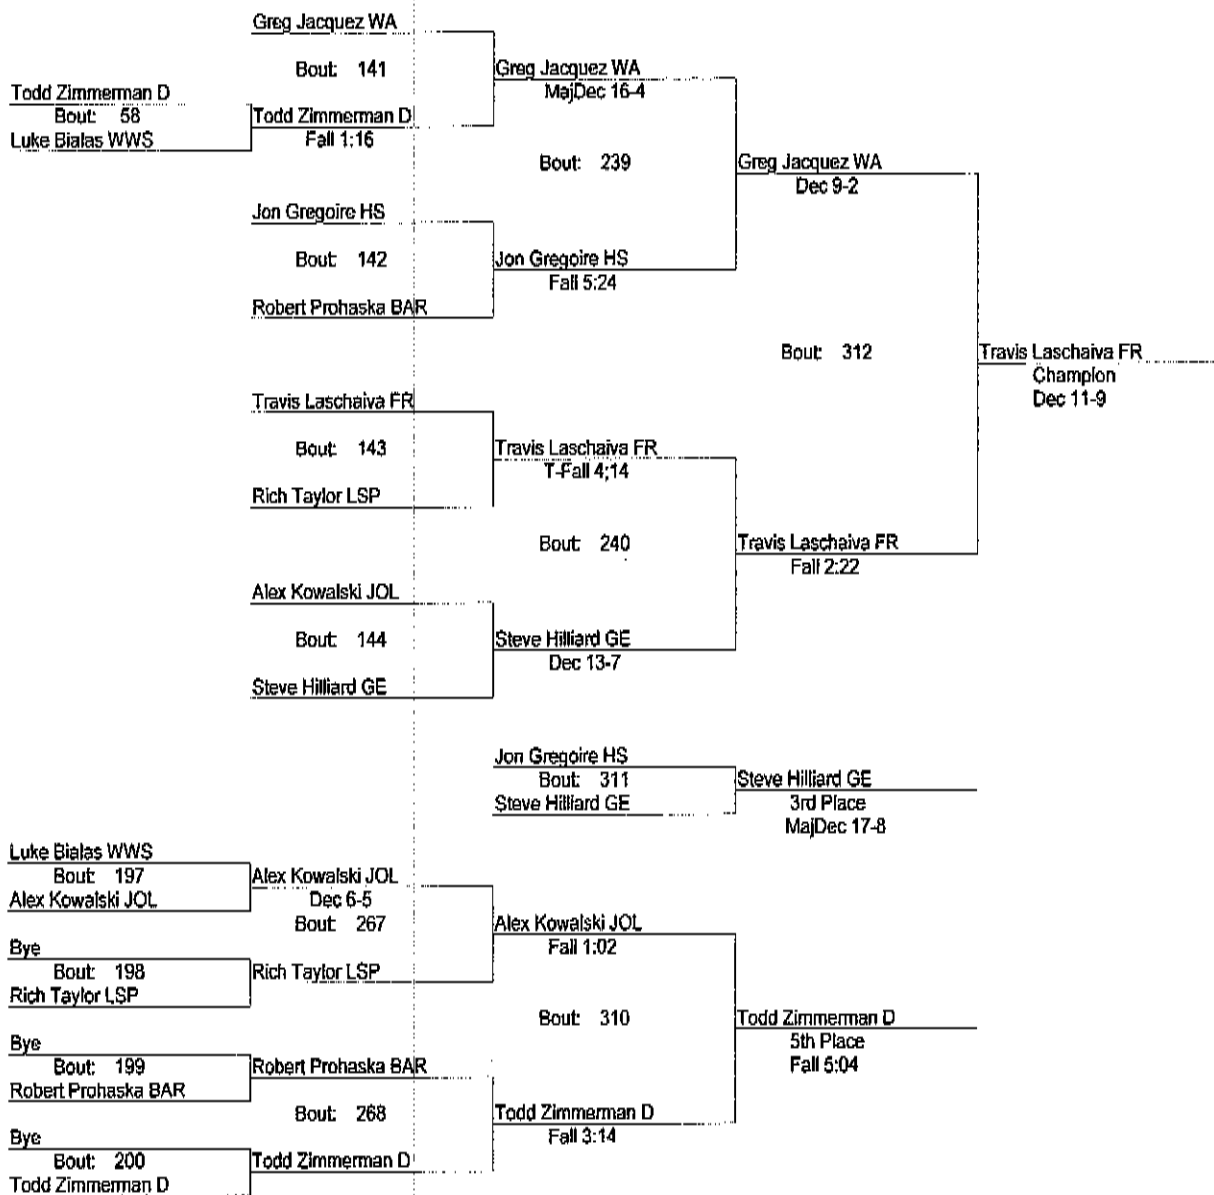 Greg Jacquez WA
Bout: 141
Greg Jacquez WA
MajDec 16-4
Todd Zimmerman D
Bout: 58
Luke Bialas WWS
Todd Zimmerman D
Fall 1:16
Bout: 239
Greg Jacquez WA
Dec 9-2
Jon Gregoire HS
Bout: 142
Jon Gregoire HS
Fall 5:24
Robert Prohaska BAR
Bout: 312
Travis Laschaiva FR
Champion
Dec 11-9
Travis Laschaiva FR
Bout: 143
Travis Laschaiva FR
T-Fall 4;14
Rich Taylor LSP
Bout: 240
Travis Laschaiva FR
Fall 2:22
Alex Kowalski JOL
Bout: 144
Steve Hilliard GE
Dec 13-7
Steve Hilliard GE
Jon Gregoire HS
Bout: 311
Steve Hilliard GE
Steve Hilliard GE
3rd Place
MajDec 17-8
Luke Bialas WWS
Bout: 197
Alex Kowalski JOL
Alex Kowalski JOL
Dec 6-5
Bout: 267
Alex Kowalski JOL
Fall 1:02
Bye
Bout: 198
Rich Taylor LSP
Rich Taylor LSP
Bout: 310
Todd Zimmerman D
5th Place
Fall 5:04
Bye
Bout: 199
Robert Prohaska BAR
Robert Prohaska BAR
Bout: 268
Todd Zimmerman D
Fall 3:14
Bye
Bout: 200
Todd Zimmerman D
Todd Zimmerman D